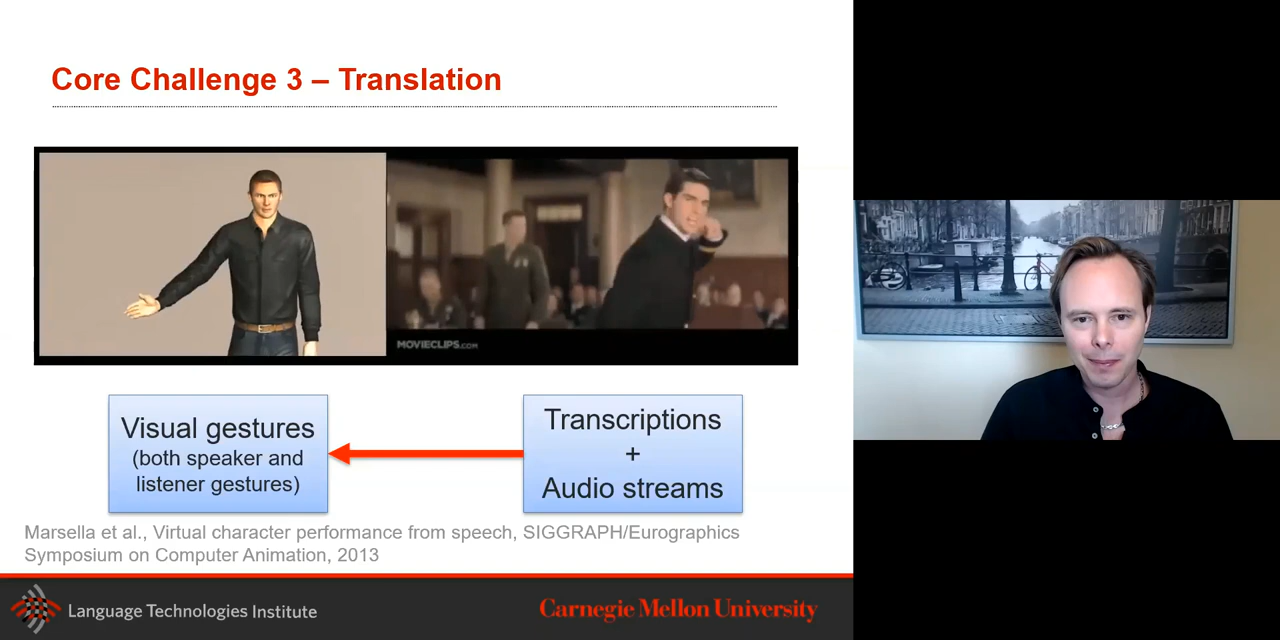 Core Challenge 3 – Translation
MOVIECLIPS.COM
Visual gestures
(both speaker and
listener gestures)
Transcriptions
+
Audio streams
Marsella et al., Virtual character performance from speech, SIGGRAPH/Eurographics
Symposium on Computer Animation, 2013
Language Technologies Institute
Carnegie Mellon University